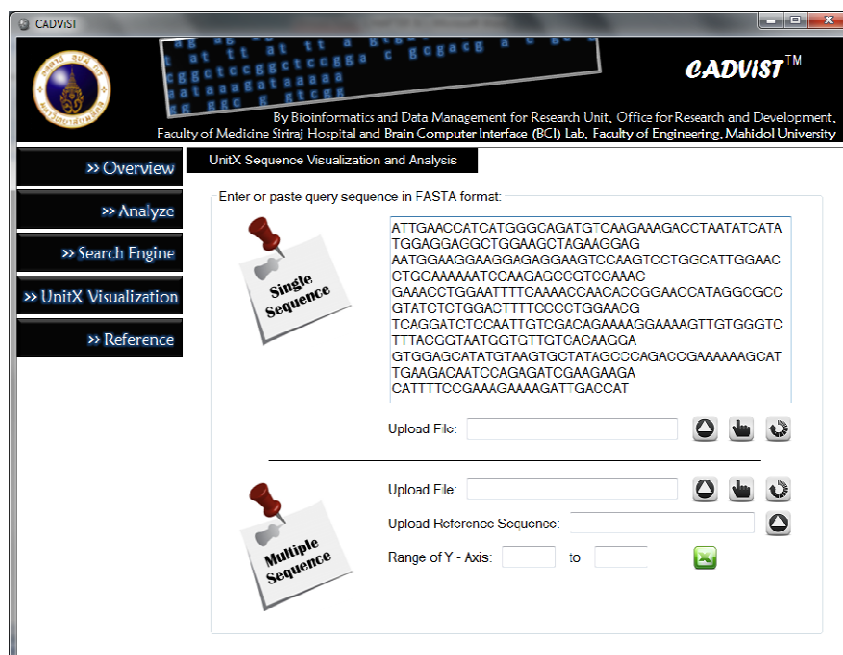 CADViST
CADViST™
By Bioinformatics and Data Management for Research Unit, Office for Research and Development,
Faculty of Medicine Siriraj Hospital and Brain Computer Interface (BCI) Lab, Faculty of Engineering, Mahidol University
>> Overview
>> Analyze
>> Search Engine
>> UnitX Visualization
>> Reference
UnitX Sequence Visualization and Analysis
Enter or paste query sequence in FASTA format:
Single
Sequence
ATTGAACCATCATGGGCAGATGTCAAGAAAGACCTAATATCATA
TGGAGGAGGCTGGAAGCTAGAAGGAG
AATGGAAGGAAGGAGAGGAAGTCCAAGTCCTGGCATTGGAAC
CTGCAAAAAATCCAAGAGCCGTCCAAAC
GAAACCTGGAATTTTCAAAACCAACACCGGAACCATAGGCGCC
GTATCTCTGGACTTTTCCCCTGGAACG
TCAGGATCTCCAATTGTCGACAGAAAAGGAAAAGTTGTGGGTC
TTTACGGTAATGGTGTTGTCACAAGGA
GTGGAGCATATGTAAGTGCTATAGCCCAGACCGAAAAAAGCAT
TGAAGACAATCCAGAGATCGAAGAAGA
CATTTTCCGAAAGAAAAGATTGACCAT
Upload File:
Multiple
Sequence
Upload File:
Upload Reference Sequence:
Range of Y - Axis: to